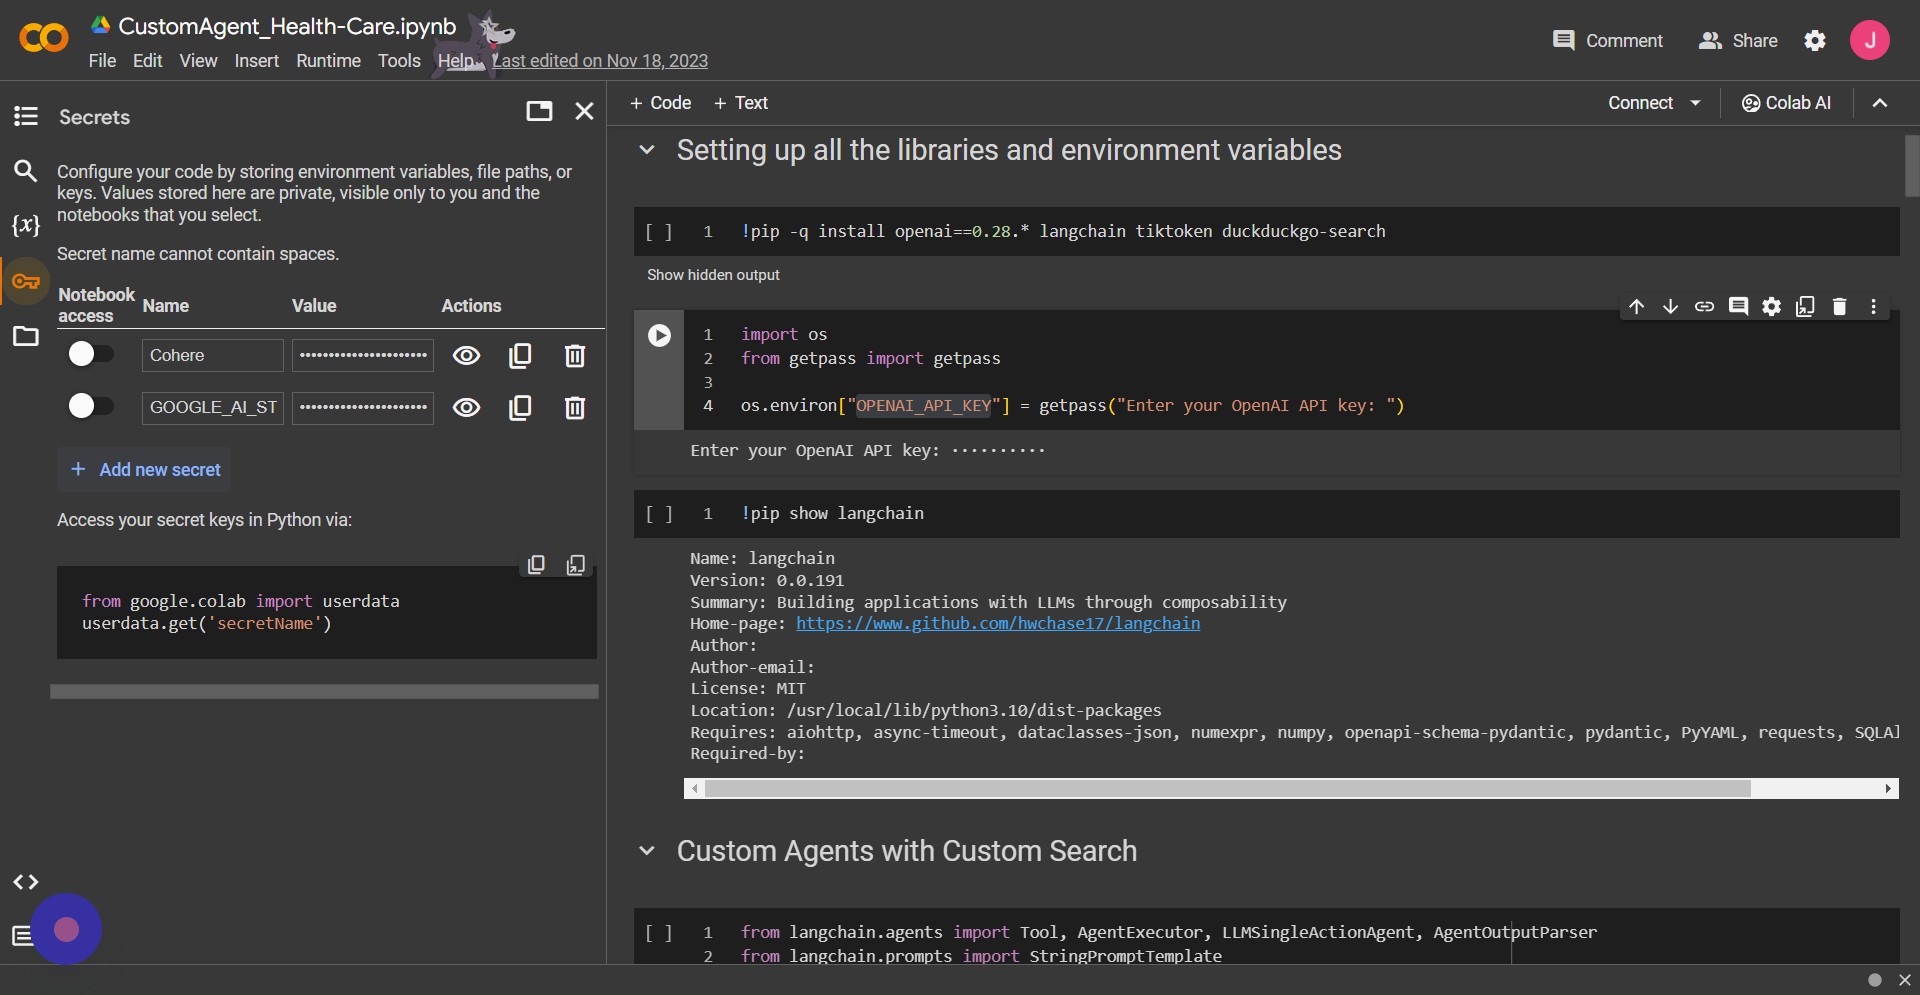 CustomAgent_Health-Care.ipynb
File Edit View Insert Runtime Tools Help Last edited on Nov 18, 2023
Comment Share J
Secrets
Configure your code by storing environment variables, file paths, or
keys. Values stored here are private, visible only to you and the
notebooks that you select.
Secret name cannot contain spaces.
Notebook access Name Value Actions
Cohere ••••••••••••••••••••••
GOOGLE_AI_ST ••••••••••••••••••••••
+ Add new secret
Access your secret keys in Python via:
from google.colab import userdata
userdata.get('secretName')
+ Code + Text Connect Colab AI
Setting up all the libraries and environment variables
[ ] 1 !pip -q install openai==0.28.* langchain tiktoken duckduckgo-search
Show hidden output
1 import os
2 from getpass import getpass
3
4 os.environ["OPENAI_API_KEY"] = getpass("Enter your OpenAI API key: ")
Enter your OpenAI API key: ··········
[ ] 1 !pip show langchain
Name: langchain
Version: 0.0.191
Summary: Building applications with LLMs through composability
Home-page: https://www.github.com/hwchase17/langchain
Author:
Author-email:
License: MIT
Location: /usr/local/lib/python3.10/dist-packages
Requires: aiohttp, async-timeout, dataclasses-json, numexpr, numpy, openapi-schema-pydantic, pydantic, PyYAML, requests, SQLAl
Required-by:
Custom Agents with Custom Search
[ ] 1 from langchain.agents import Tool, AgentExecutor, LLMSingleActionAgent, AgentOutputParser
2 from langchain.prompts import StringPromptTemplate